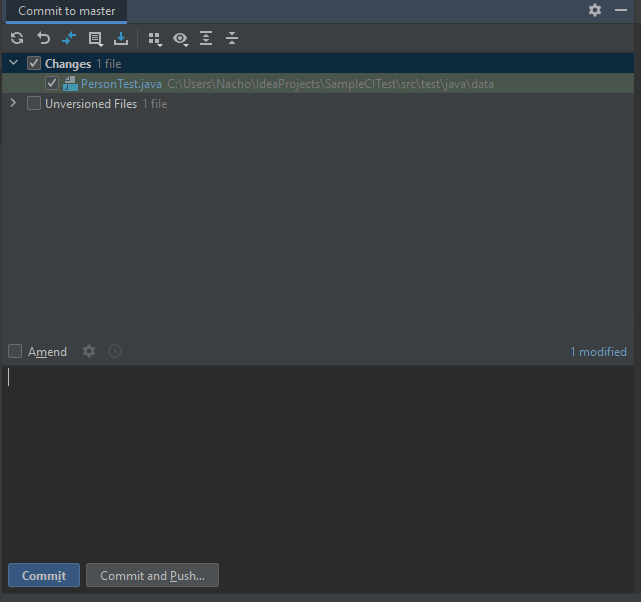 Commit to master
Changes 1 file
PersonTest.java C:\Users\Nacho\IdeaProjects\SampleCITest\src\test\java\data
Unversioned Files 1 file
Amend 1 modified
Commit Commit and Push...